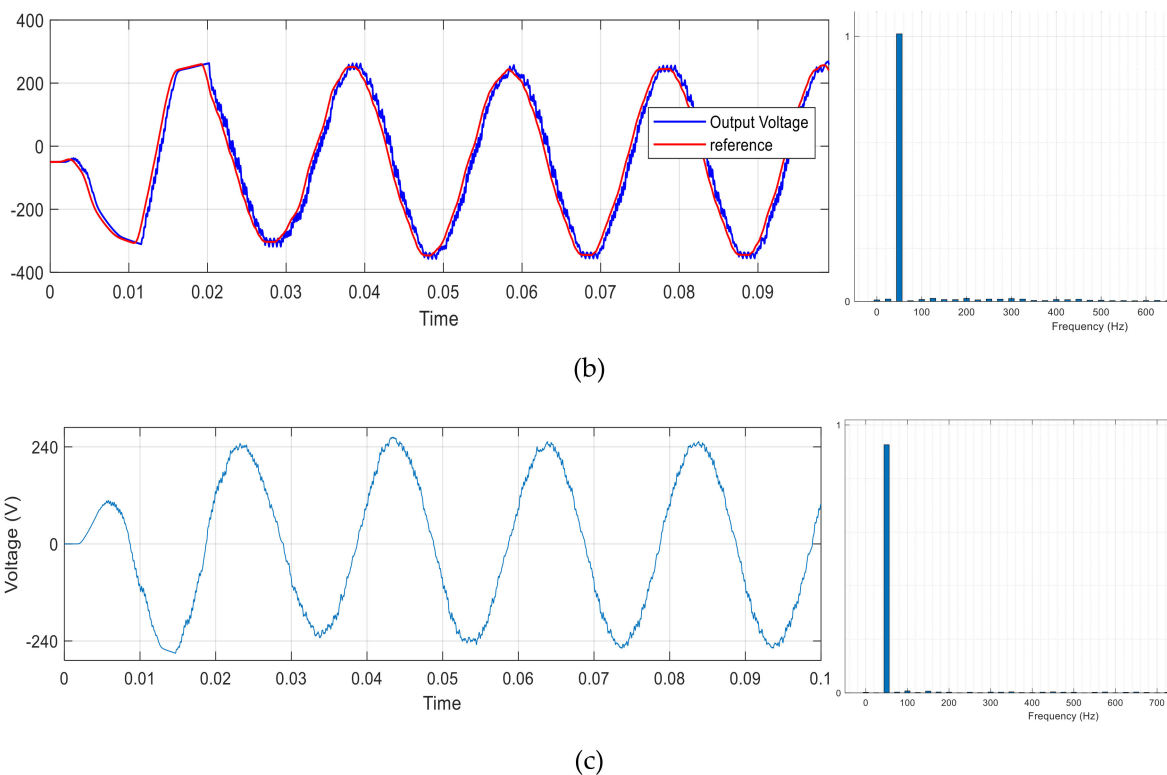 400
200
0
-200
-400
0 0.01 0.02 0.03 0.04 0.05 0.06 0.07 0.08 0.09
Time
Output Voltage
reference
1
0
0 100 200 300 400 500 600
Frequency (Hz)
(b)
Voltage (V)
240
0
-240
0 0.01 0.02 0.03 0.04 0.05 0.06 0.07 0.08 0.09 0.1
Time
1
0
0 100 200 300 400 500 600 700
Frequency (Hz)
(c)